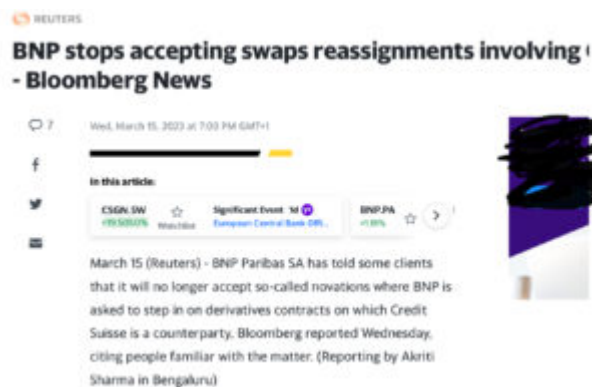 REUTERS
BNP stops accepting swaps reassignments involving
- Bloomberg News
7
Wed, March 15, 2023 at 7:00 PM GMT+1
In this article:
CSGN.SW
Watchlist
Significant Event 1d
European Central Bank
BNP.PA
March 15 (Reuters) - BNP Paribas SA has told some clients
that it will no longer accept so-called novations where BNP is
asked to step in on derivatives contracts on which Credit
Suisse is a counterparty, Bloomberg reported Wednesday,
citing people familiar with the matter. (Reporting by Akriti
Sharma in Bengaluru)